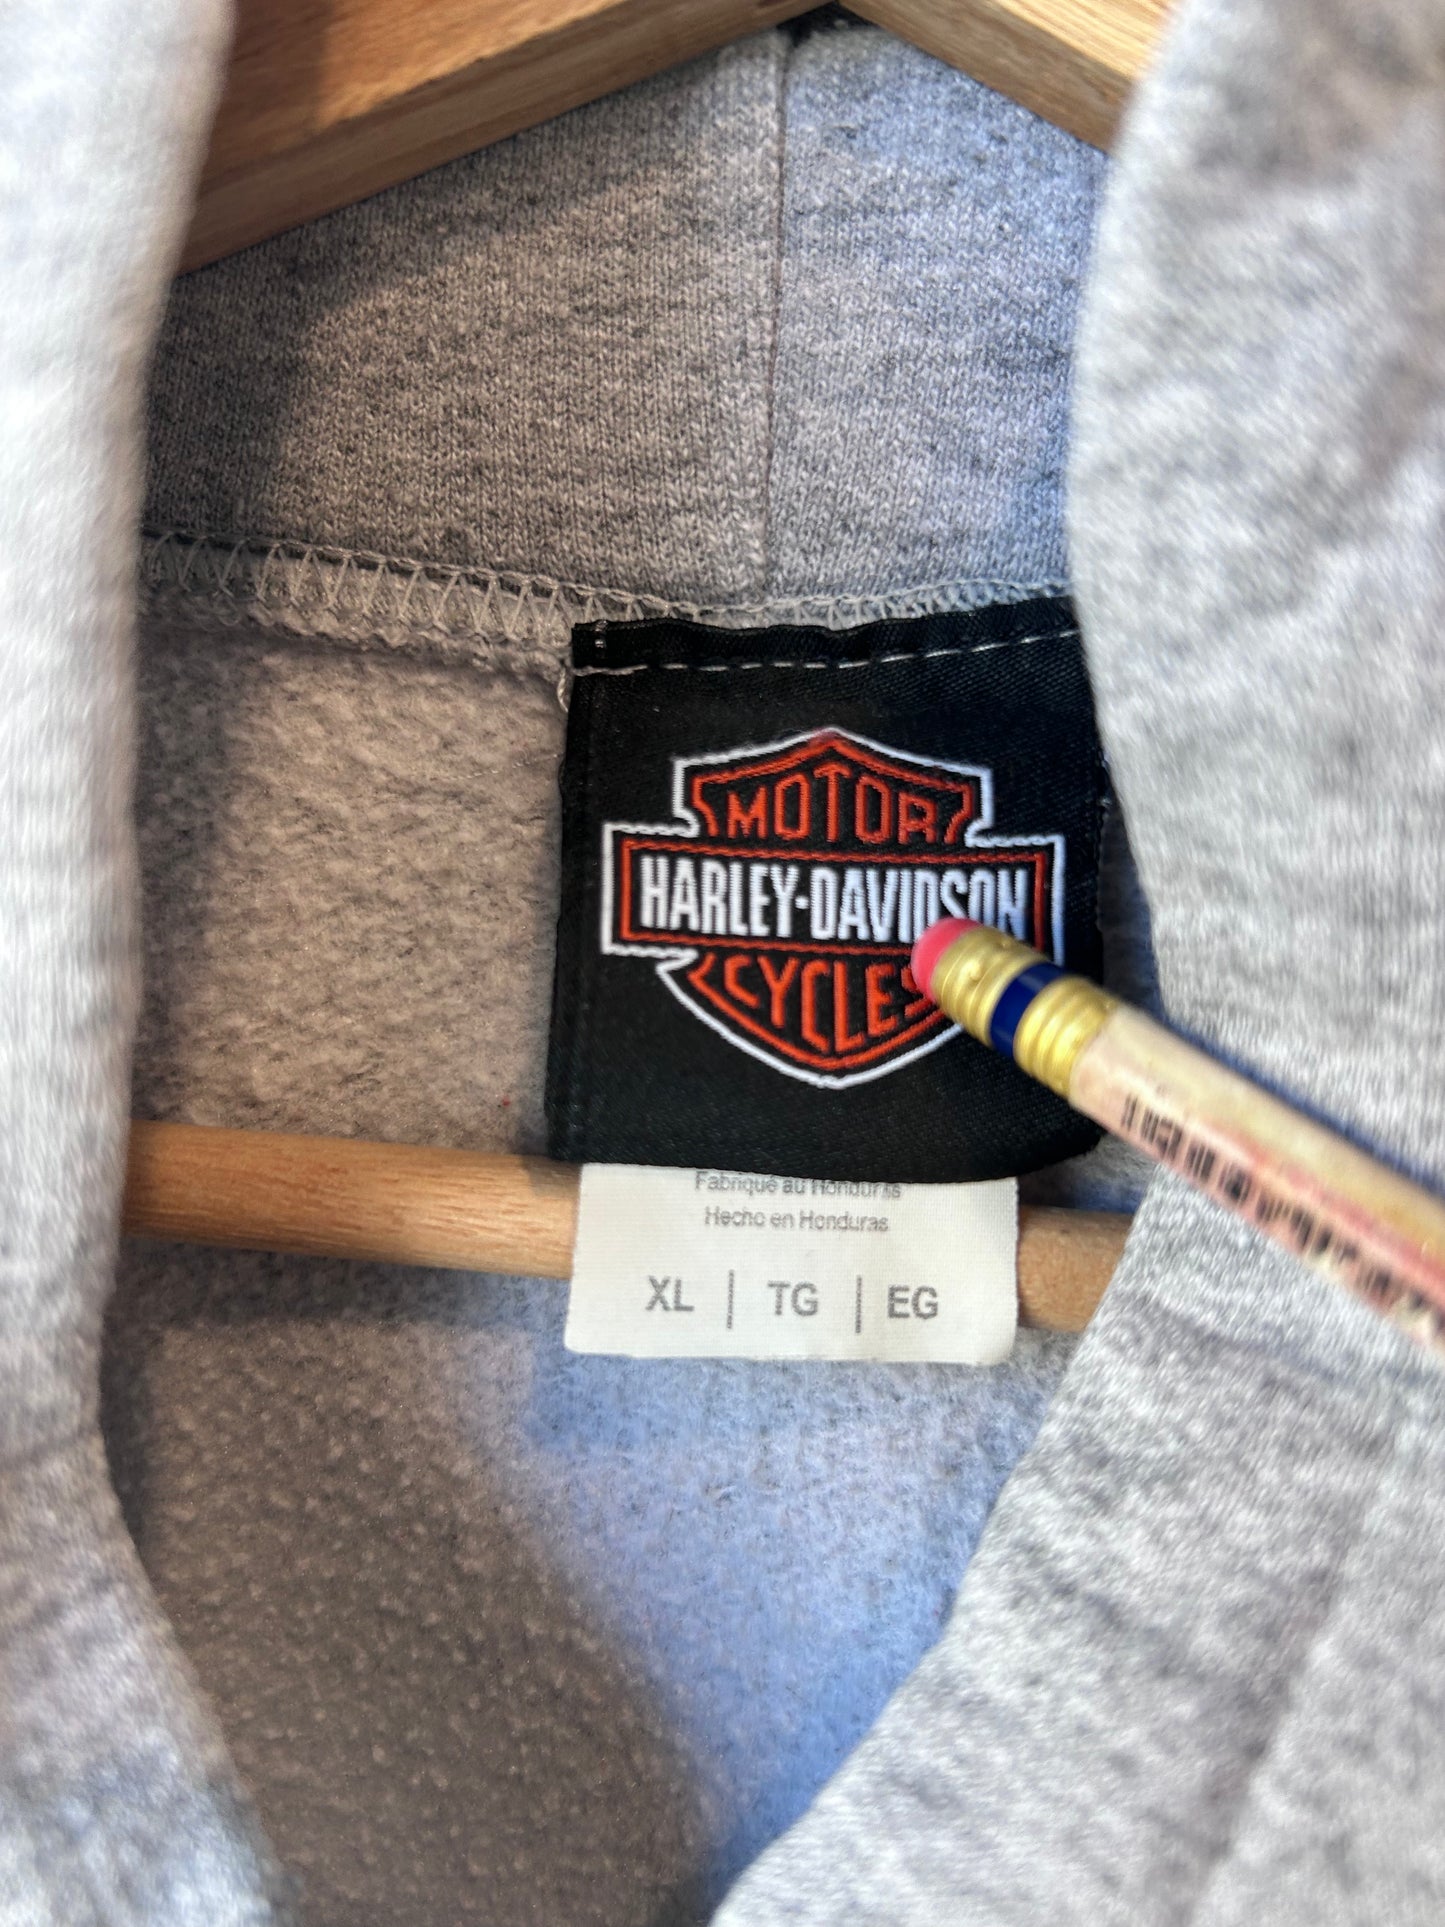 MOTOR
HARLEY-DAVIDSON
CYCLES
Fabriqué au Honduras
Hecho en Honduras
XL | TG | EG